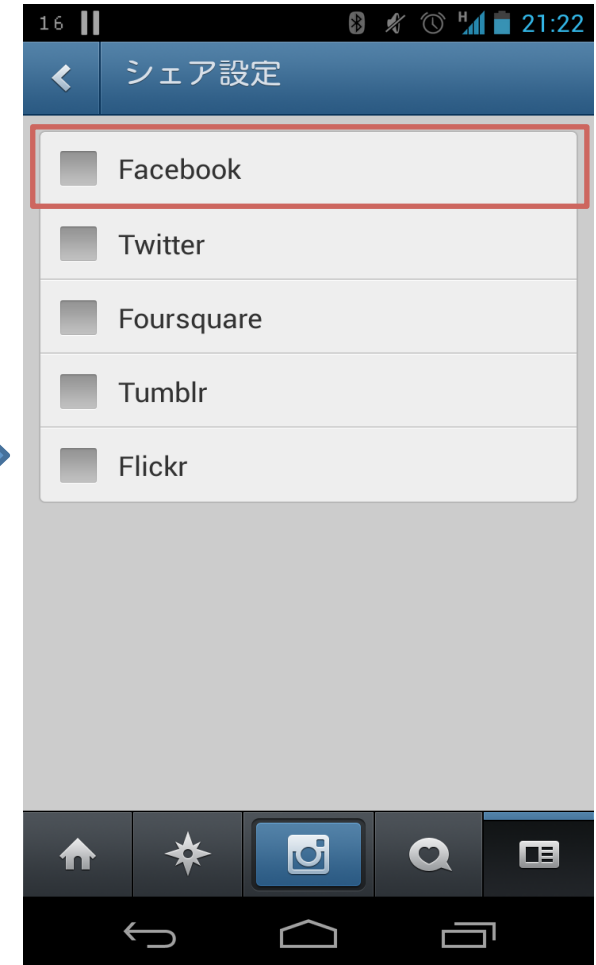 16 H 21:22
シェア設定
Facebook
Twitter
Foursquare
Tumblr
Flickr